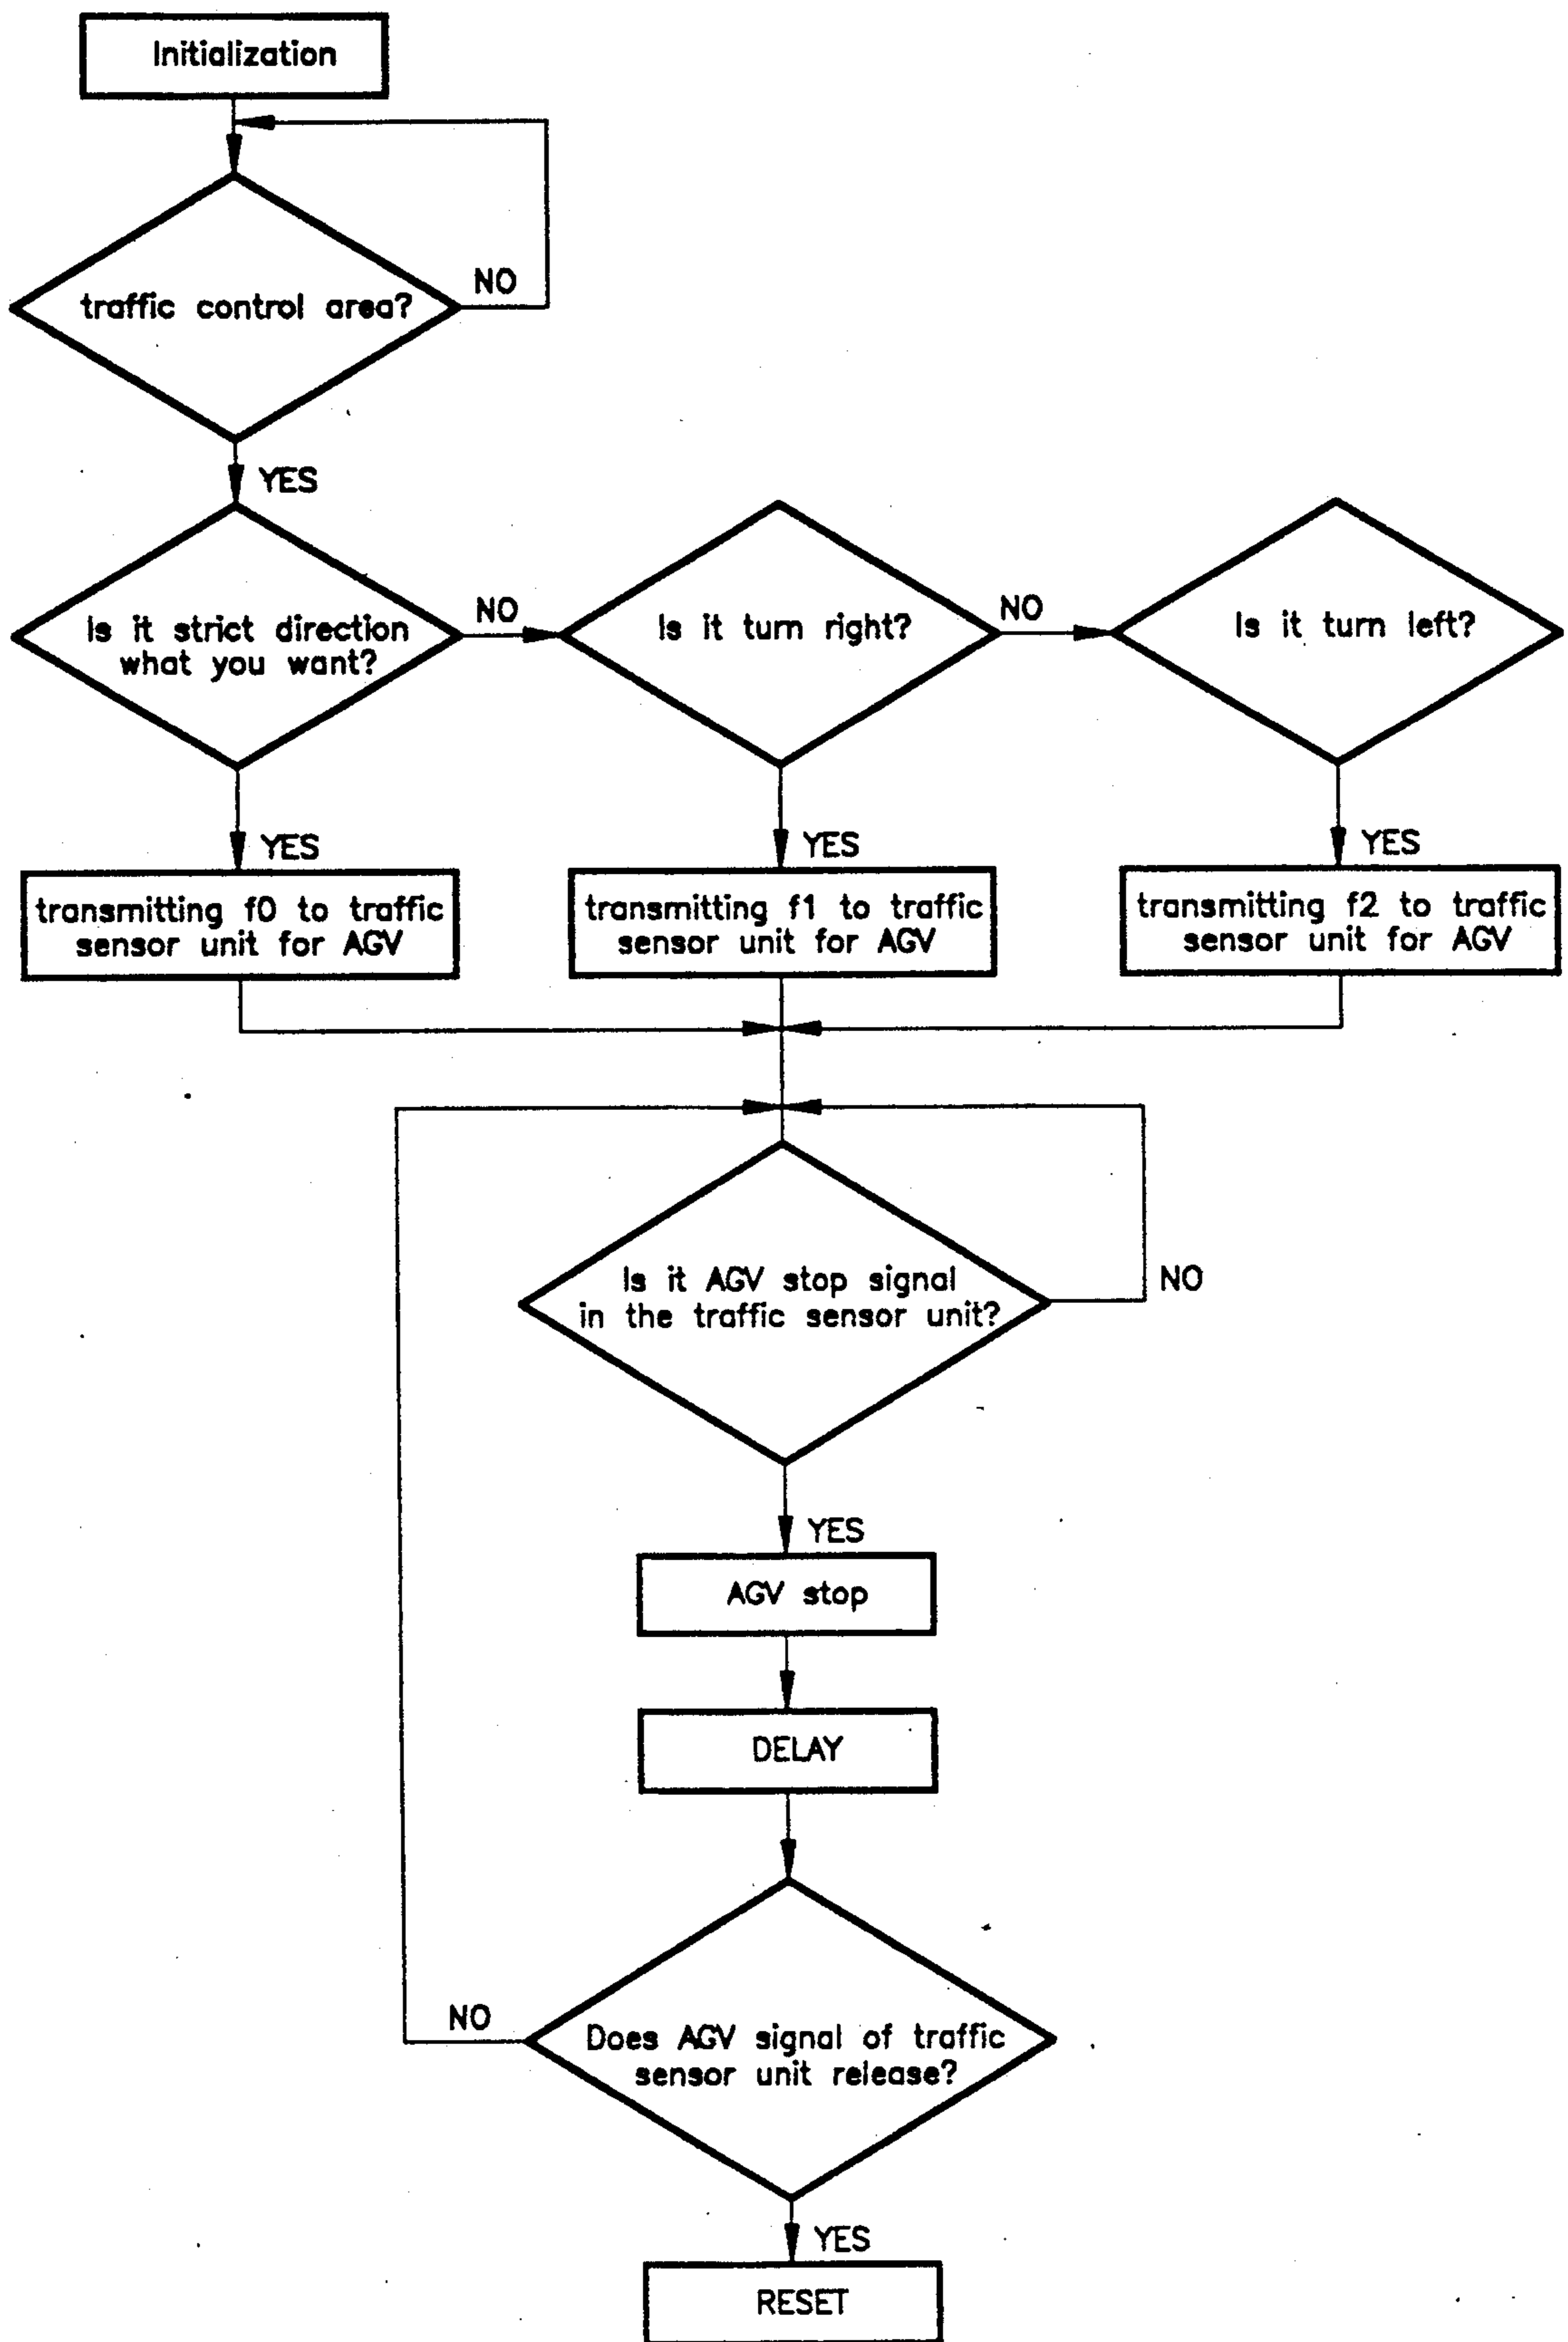 Initialization
NO
traffic control area?
YES
Is it strict direction
what you want?
NO
Is it turn right?
NO
Is it turn left?
YES
YES
YES
transmitting f0 to traffic
sensor unit for AGV
transmitting f1 to traffic
sensor unit for AGV
transmitting f2 to traffic
sensor unit for AGV
Is it AGV stop signal
in the traffic sensor unit?
NO
YES
AGV stop
DELAY
NO
Does AGV signal of traffic
sensor unit release?
YES
RESET